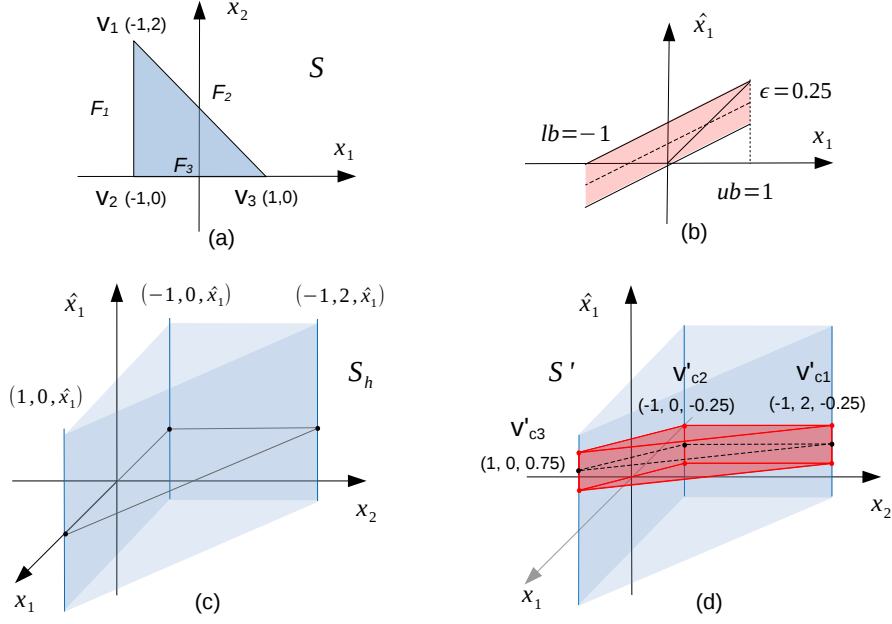 V₁ (-1,2)
x₂
S
F₁
F₂
F₃
x₁
V₂ (-1,0)
V₃ (1,0)
(a)
x̂₁
ϵ=0.25
lb=−1
x₁
ub=1
(b)
x̂₁
(−1,0,x̂₁)
(−1,2,x̂₁)
(1,0,x̂₁)
Sₕ
x₂
x₁
(c)
x̂₁
S'
V'c2
V'c1
(-1, 0, -0.25)
(-1, 2, -0.25)
V'c3
(1, 0, 0.75)
x₂
x₁
(d)